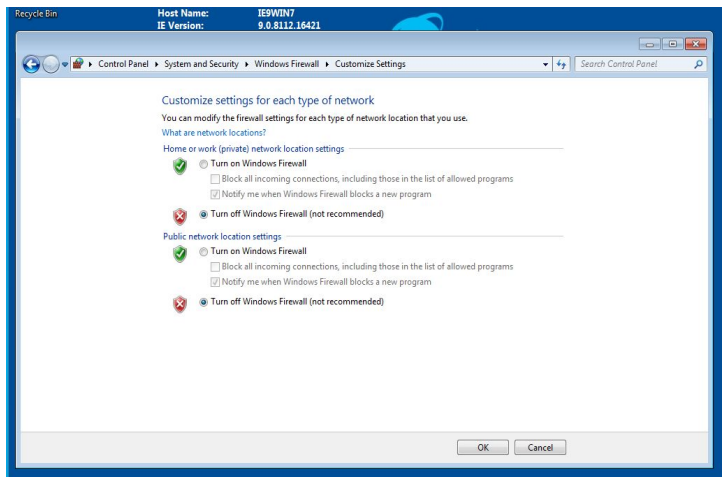 Recycle Bin
Host Name: IE9WIN7
IE Version: 9.0.8112.16421
Control Panel ▸ System and Security ▸ Windows Firewall ▸ Customize Settings
Search Control Panel
Customize settings for each type of network
You can modify the firewall settings for each type of network location that you use.
What are network locations?
Home or work (private) network location settings
Turn on Windows Firewall
Block all incoming connections, including those in the list of allowed programs
Notify me when Windows Firewall blocks a new program
Turn off Windows Firewall (not recommended)
Public network location settings
Turn on Windows Firewall
Block all incoming connections, including those in the list of allowed programs
Notify me when Windows Firewall blocks a new program
Turn off Windows Firewall (not recommended)
OK Cancel